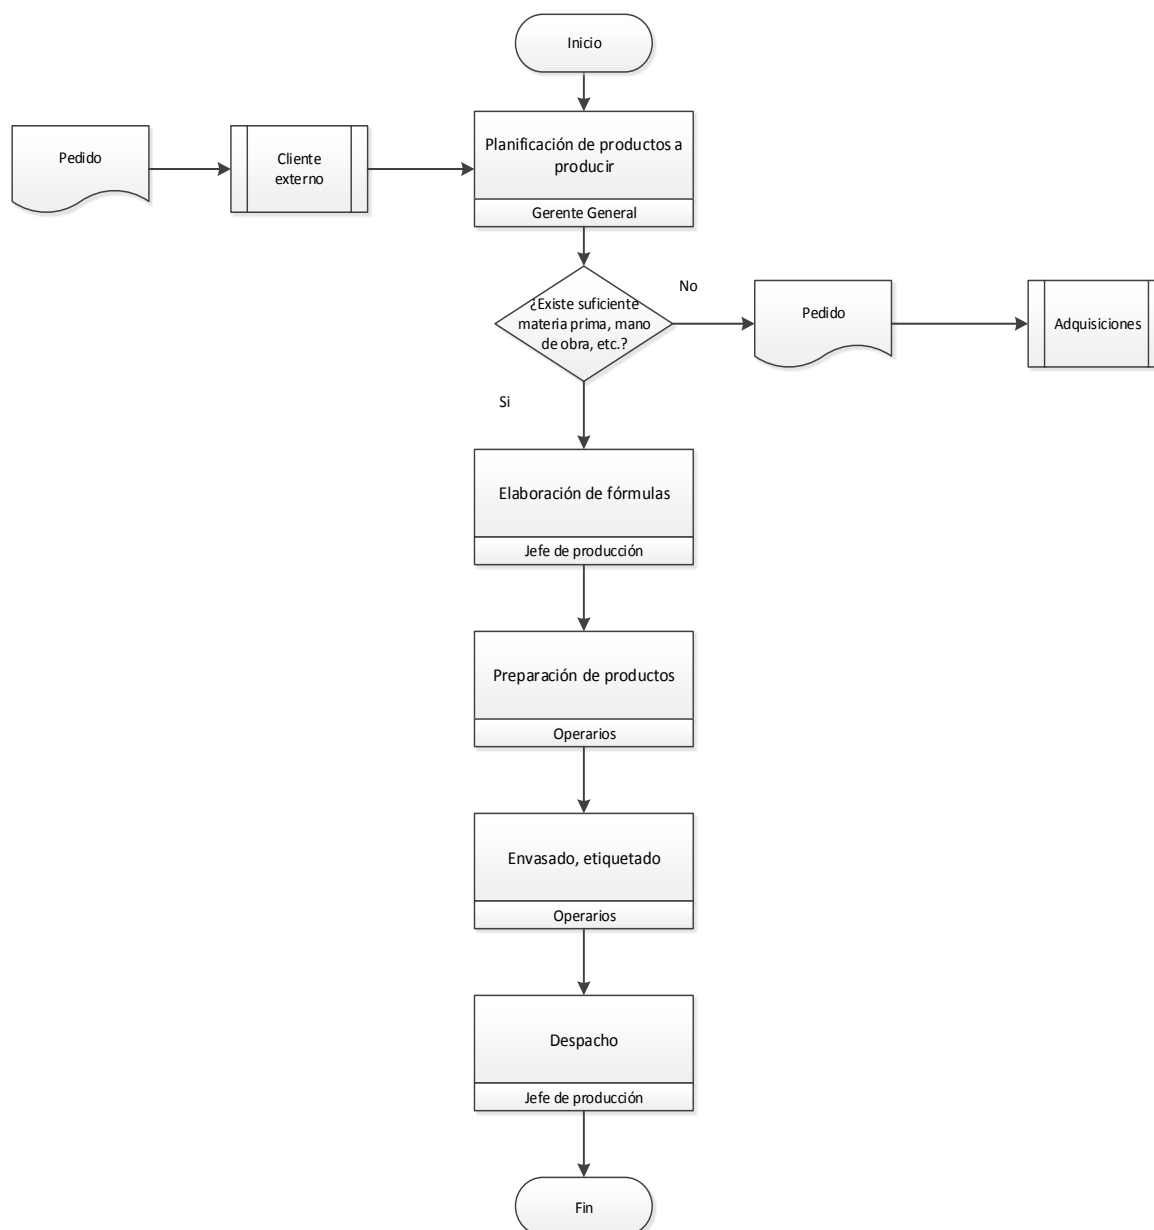 Inicio
Pedido
Cliente
externo
Planificación de productos a
producir
Gerente General
¿Existe suficiente
materia prima, mano
de obra, etc.?
No
Pedido
Adquisiciones
Si
Elaboración de fórmulas
Jefe de producción
Preparación de productos
Operarios
Envasado, etiquetado
Operarios
Despacho
Jefe de producción
Fin